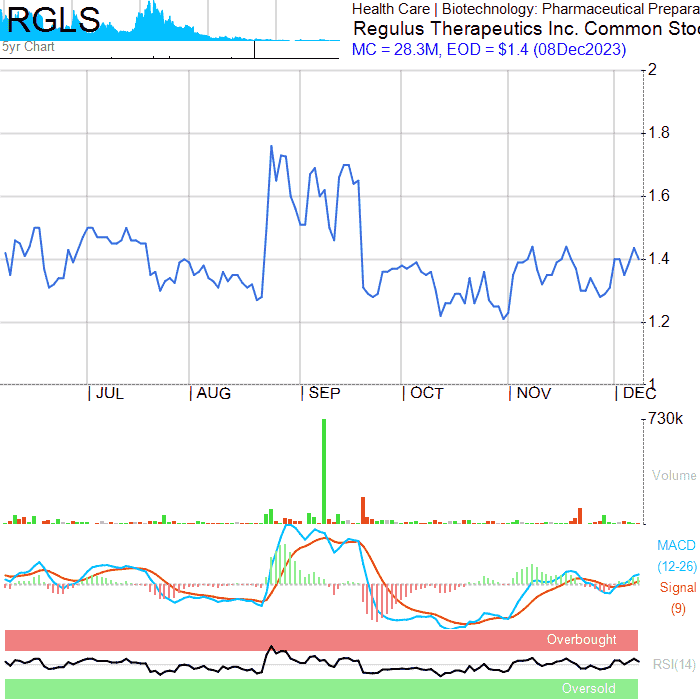 RGLS
5yr Chart
Health Care | Biotechnology: Pharmaceutical Prepara
Regulus Therapeutics Inc. Common Stoc
MC = 28.3M, EOD = $1.4 (08Dec2023)
2
1.8
1.6
1.4
1.2
1
JUL AUG SEP OCT NOV DEC
730k
Volume
MACD
(12-26)
Signal
(9)
Overbought
RSI(14)
Oversold